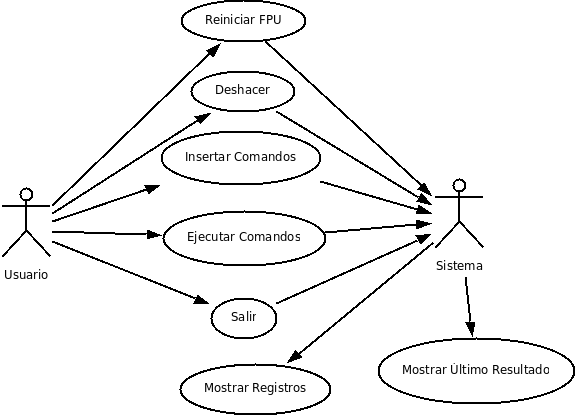 Reiniciar FPU
Deshacer
Insertar Comandos
Ejecutar Comandos
Usuario
Sistema
Salir
Mostrar Último Resultado
Mostrar Registros